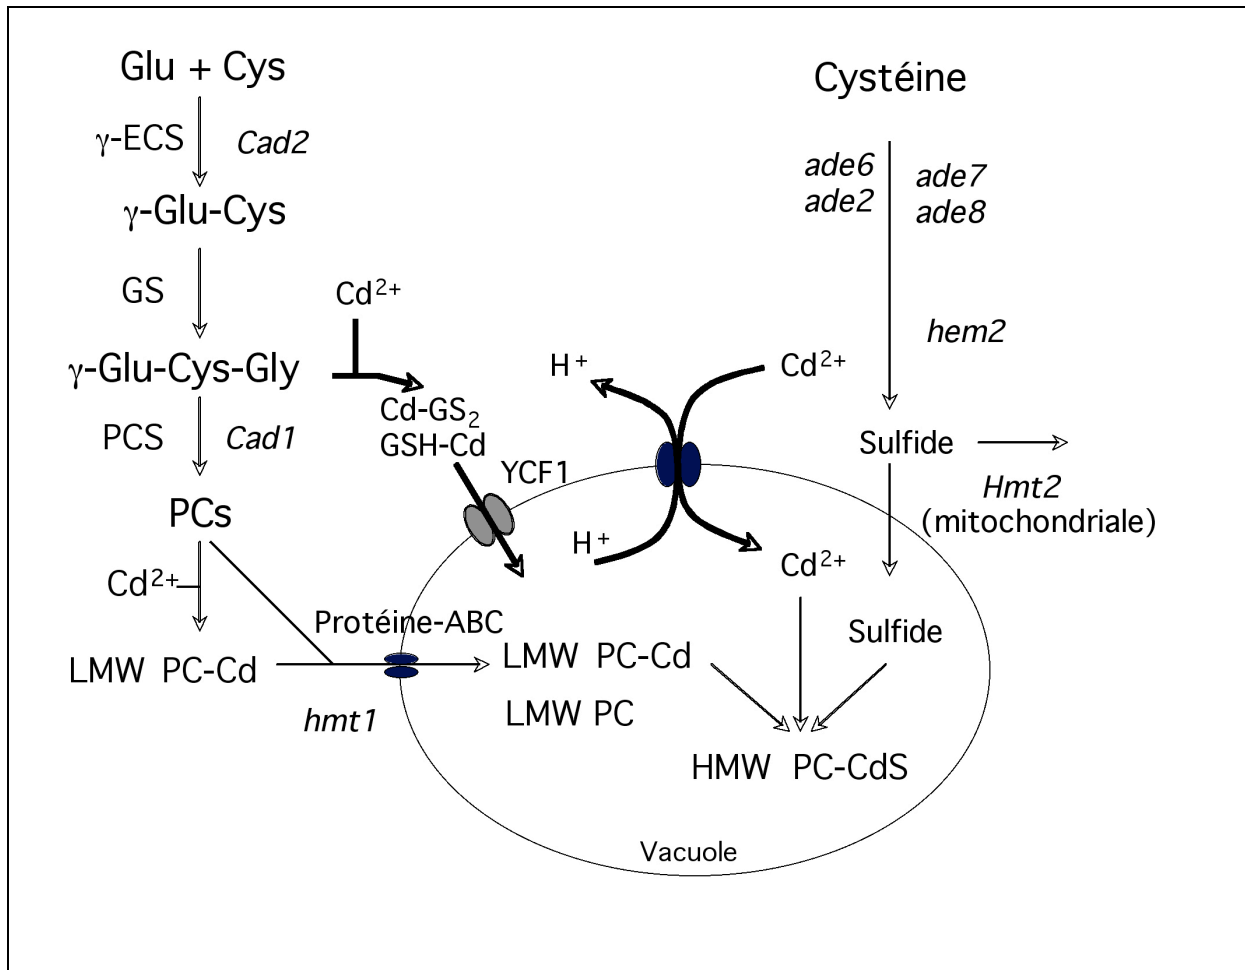 Glu + Cys
γ-ECS
Cad2
γ-Glu-Cys
GS
Cd2+
γ-Glu-Cys-Gly
PCS
Cad1
Cd-GS2
GSH-Cd
YCF1
PCs
Cd2+
LMW PC-Cd
Protéine-ABC
hmt1
H+
Cd2+
H+
Cd2+
Cystéine
ade6
ade2
ade7
ade8
hem2
Sulfide
Hmt2
(mitochondriale)
Sulfide
LMW PC-Cd
LMW PC
HMW PC-CdS
Vacuole